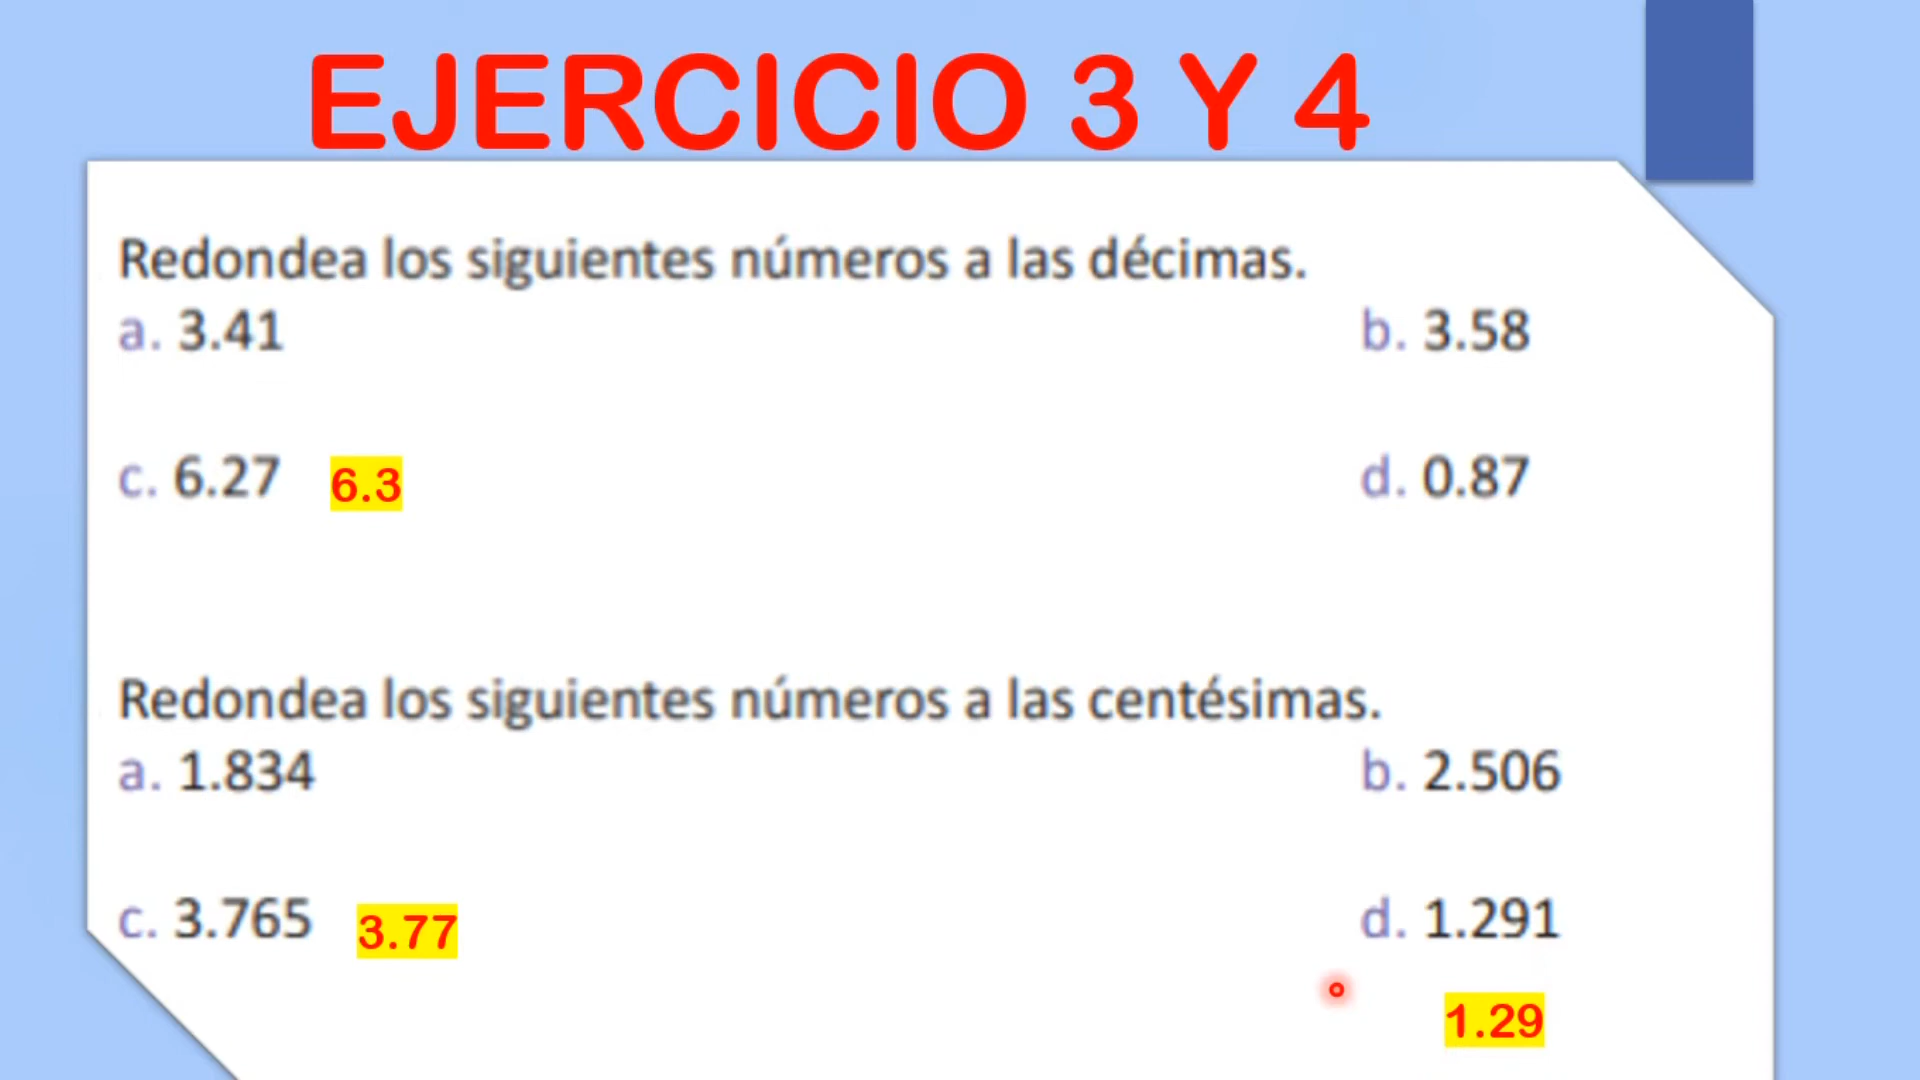 EJERCICIO 3 Y 4
Redondea los siguientes números a las décimas.
a. 3.41 b. 3.58
c. 6.27 6.3 d. 0.87
Redondea los siguientes números a las centésimas.
a. 1.834 b. 2.506
c. 3.765 3.77 d. 1.291
1.29